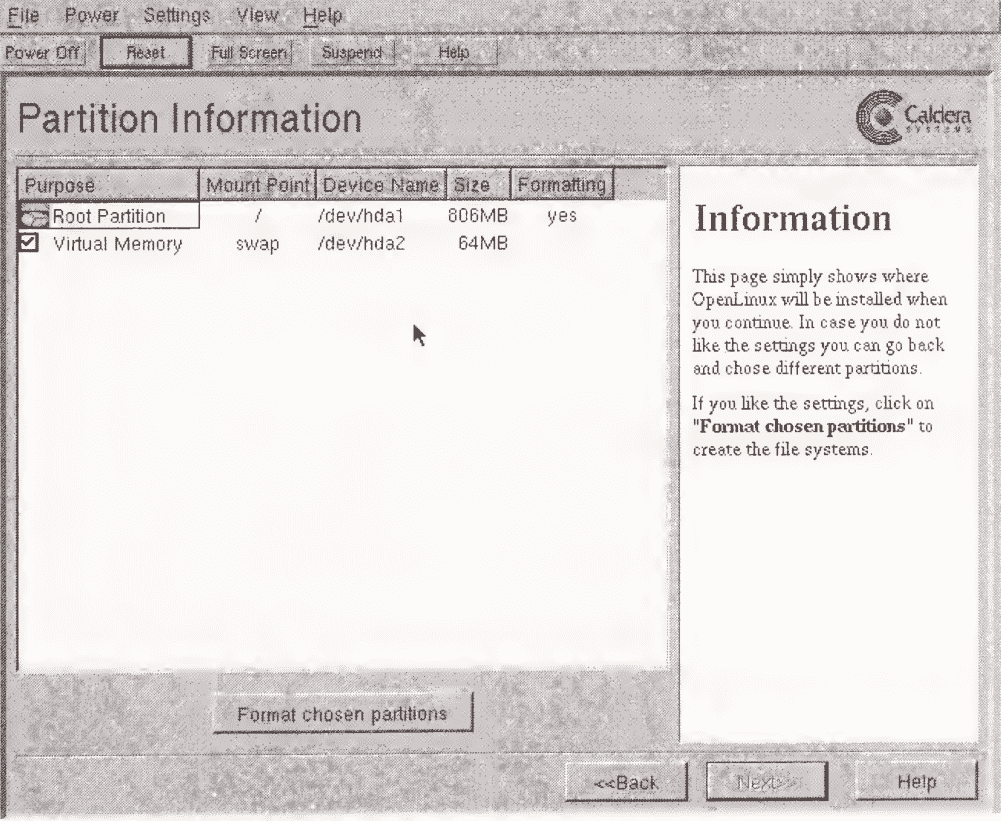 File Power Settings View Help
Power Off Reset Full Screen Suspend Help
Partition Information
Caldera
SYSTEMS
Purpose Mount Point Device Name Size Formatting
Root Partition / /dev/hda1 806MB yes
Virtual Memory swap /dev/hda2 64MB
Information
This page simply shows where
OpenLinux will be installed when
you continue. In case you do not
like the settings you can go back
and chose different partitions.
If you like the settings, click on
"Format chosen partitions" to
create the file systems.
Format chosen partitions
<<Back Next>> Help